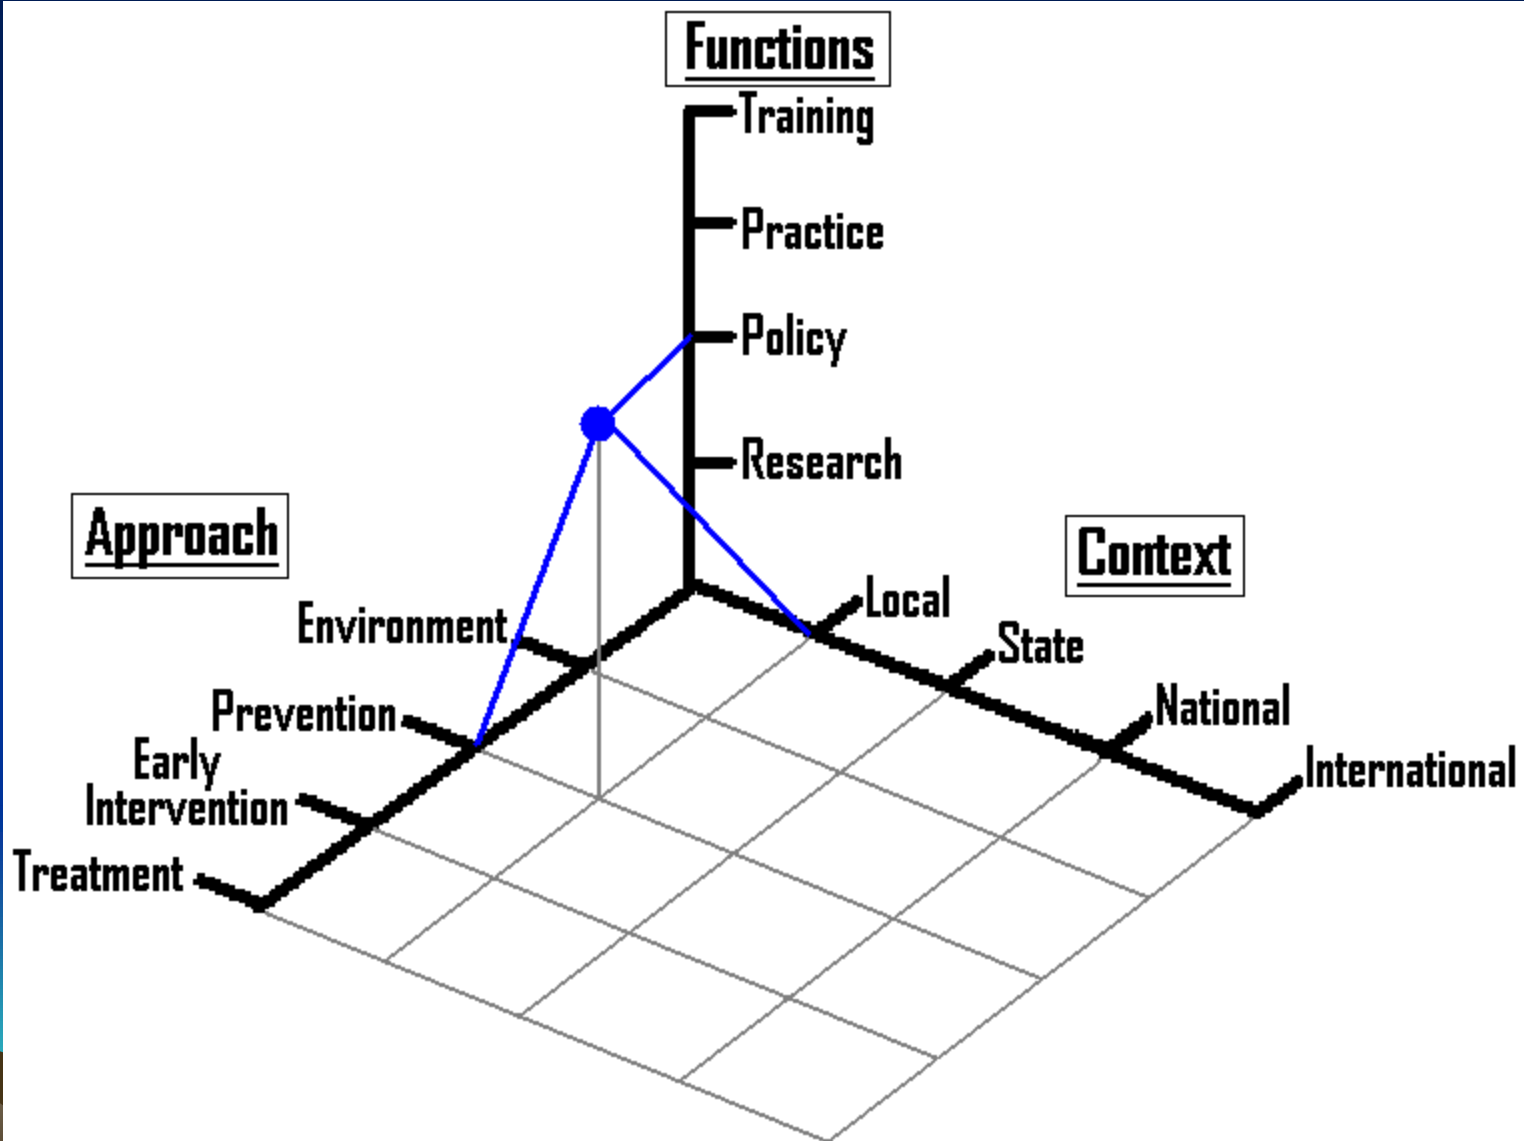 Functions
Training
Practice
Policy
Research
Approach
Context
Environment
Prevention
Early
Intervention
Treatment
Local
State
National
International